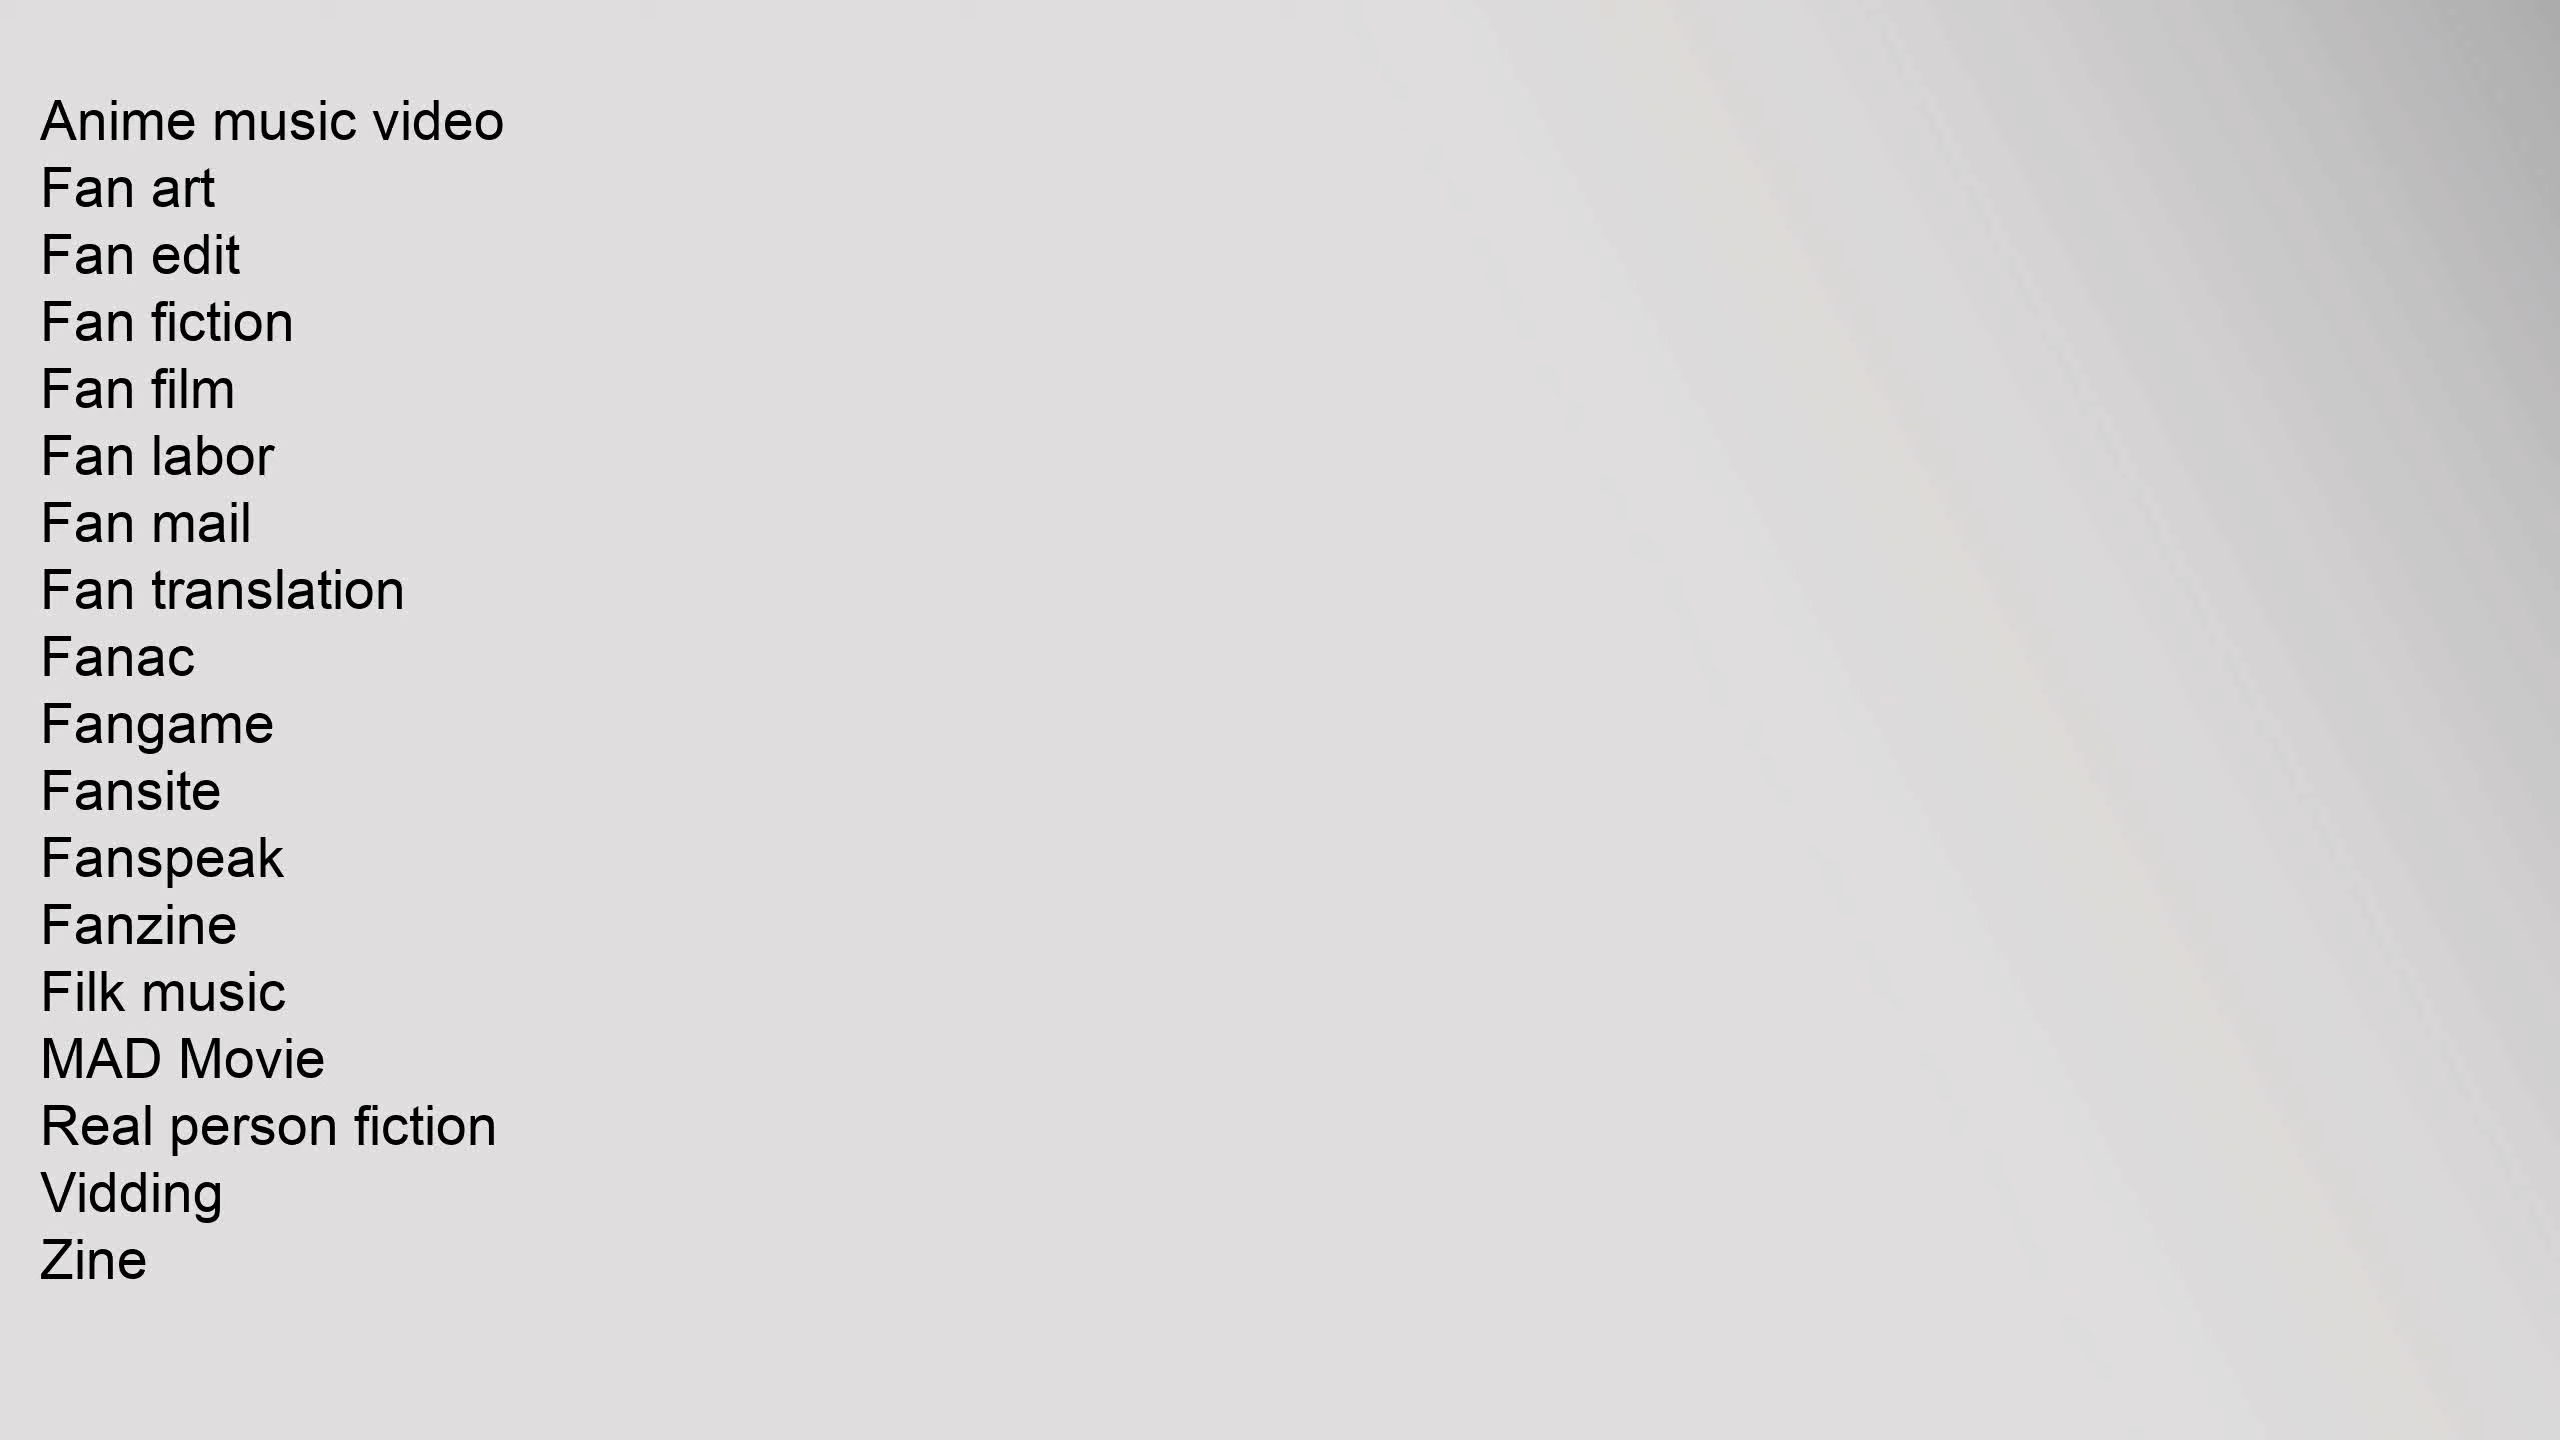 Anime music video
Fan art
Fan edit
Fan fiction
Fan film
Fan labor
Fan mail
Fan translation
Fanac
Fangame
Fansite
Fanspeak
Fanzine
Filk music
MAD Movie
Real person fiction
Vidding
Zine